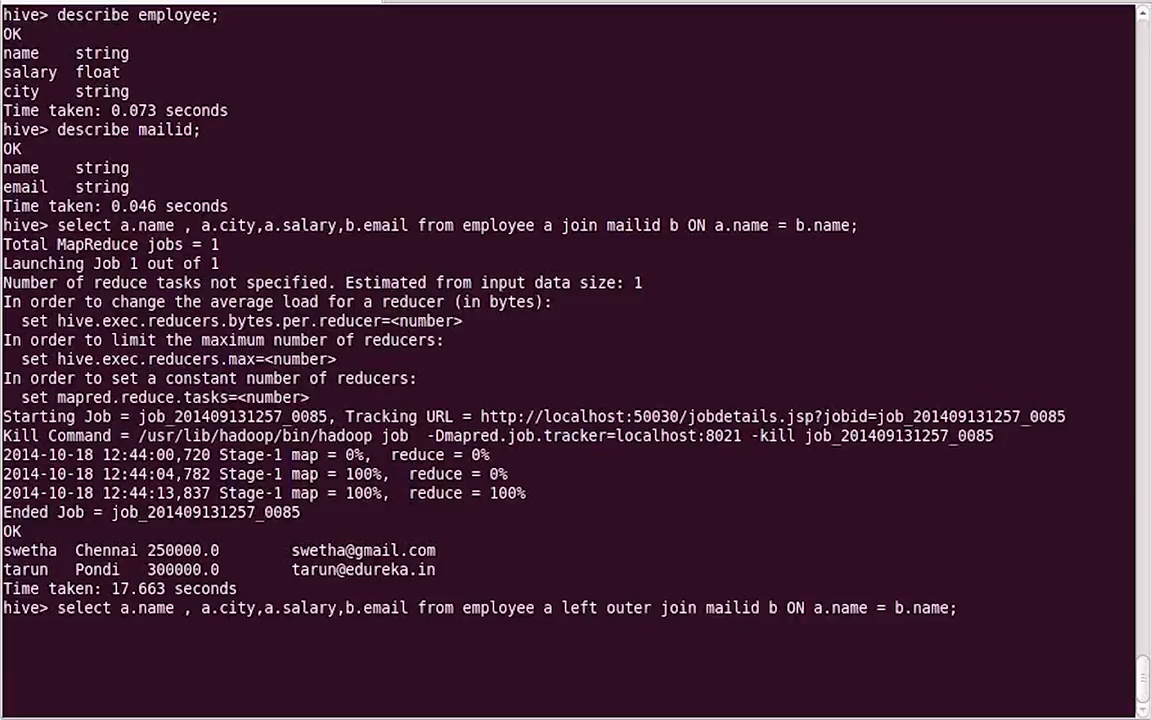 hive> describe employee;
OK
name    string
salary  float
city    string
Time taken: 0.073 seconds
hive> describe mailid;
OK
name    string
email   string
Time taken: 0.046 seconds
hive> select a.name , a.city,a.salary,b.email from employee a join mailid b ON a.name = b.name;
Total MapReduce jobs = 1
Launching Job 1 out of 1
Number of reduce tasks not specified. Estimated from input data size: 1
In order to change the average load for a reducer (in bytes):
  set hive.exec.reducers.bytes.per.reducer=<number>
In order to limit the maximum number of reducers:
  set hive.exec.reducers.max=<number>
In order to set a constant number of reducers:
  set mapred.reduce.tasks=<number>
Starting Job = job_201409131257_0085, Tracking URL = http://localhost:50030/jobdetails.jsp?jobid=job_201409131257_0085
Kill Command = /usr/lib/hadoop/bin/hadoop job  -Dmapred.job.tracker=localhost:8021 -kill job_201409131257_0085
2014-10-18 12:44:00,720 Stage-1 map = 0%,  reduce = 0%
2014-10-18 12:44:04,782 Stage-1 map = 100%,  reduce = 0%
2014-10-18 12:44:13,837 Stage-1 map = 100%,  reduce = 100%
Ended Job = job_201409131257_0085
OK
swetha  Chennai 250000.0        swetha@gmail.com
tarun   Pondi   300000.0        tarun@edureka.in
Time taken: 17.663 seconds
hive> select a.name , a.city,a.salary,b.email from employee a left outer join mailid b ON a.name = b.name;